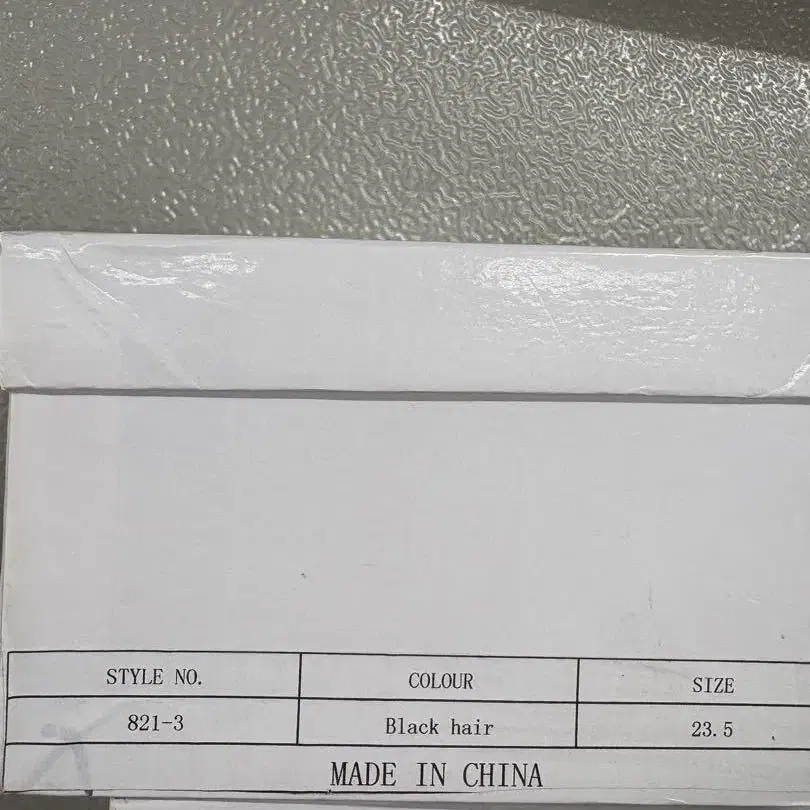 STYLE NO. COLOUR SIZE
821-3 Black hair 23.5
MADE IN CHINA